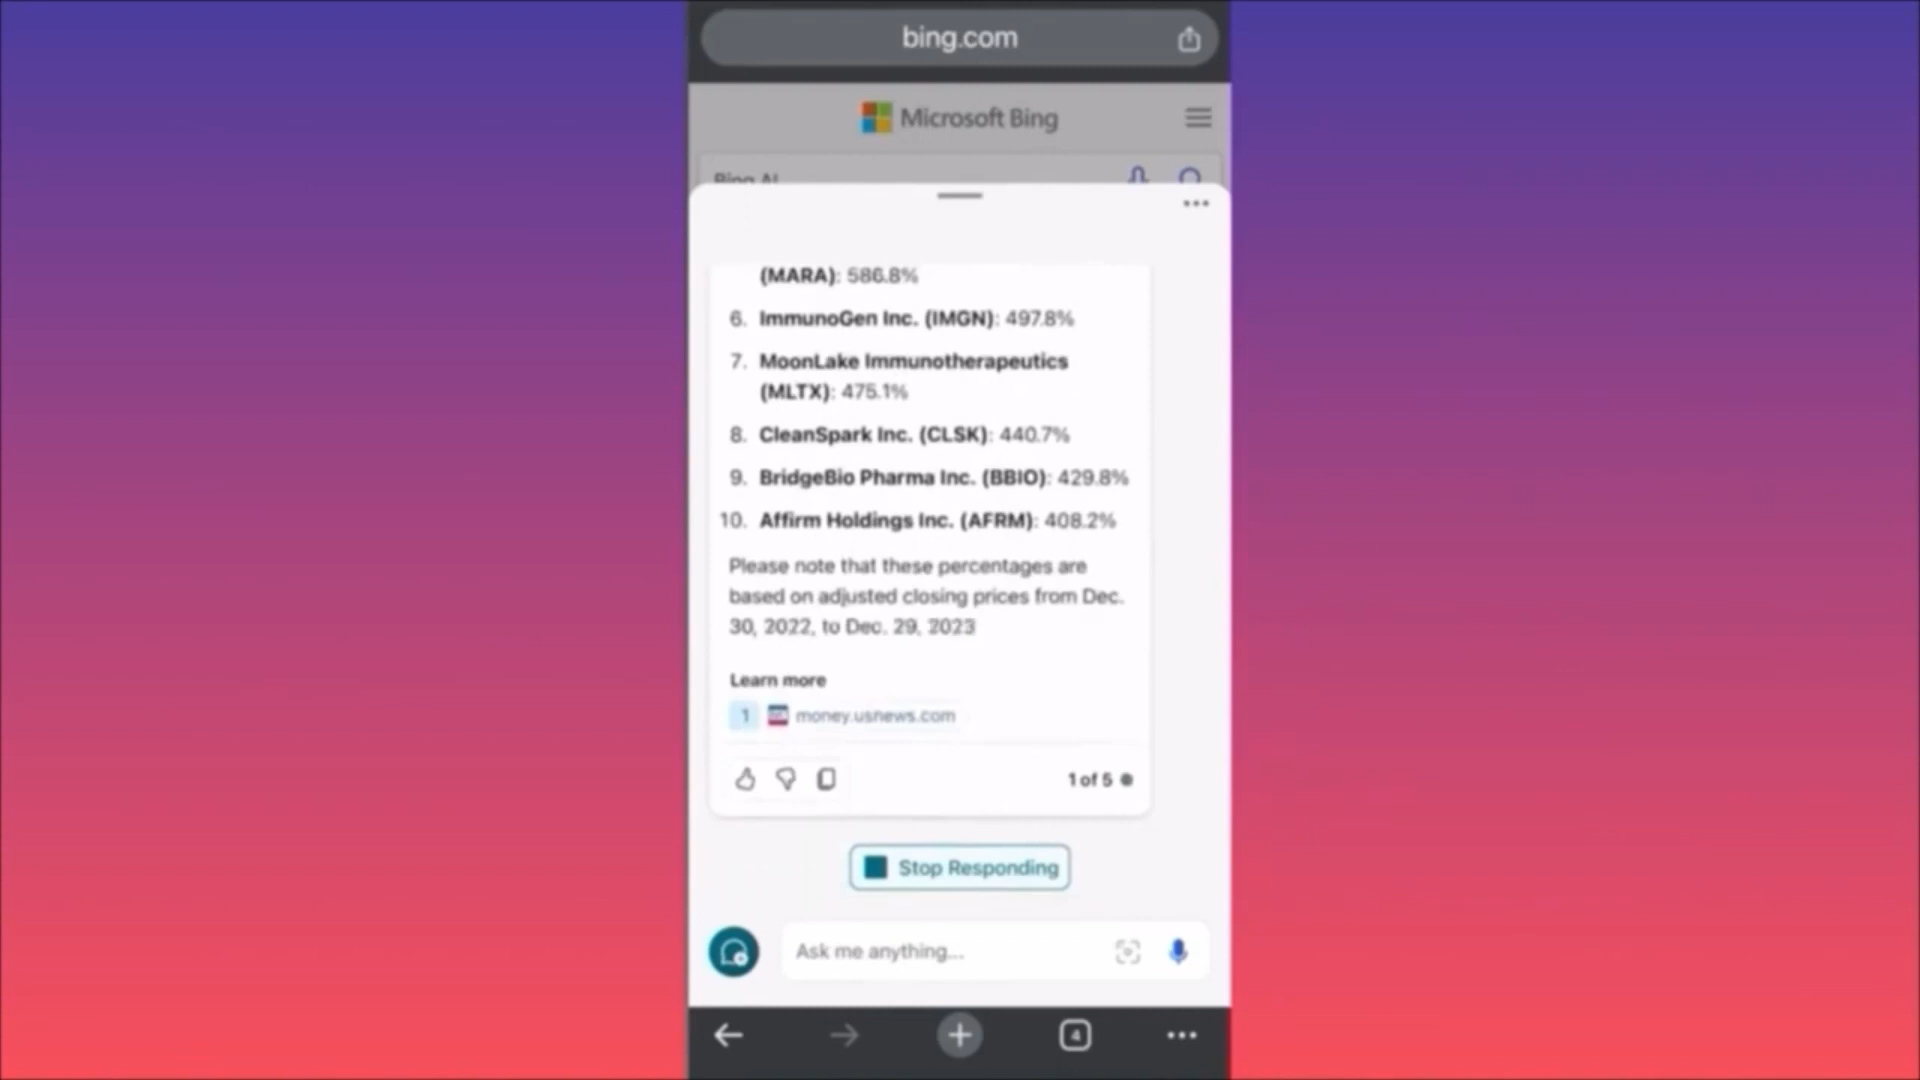 bing.com
Microsoft Bing
Bing AI
(MARA): 586.8%
6. ImmunoGen Inc. (IMGN): 497.8%
7. MoonLake Immunotherapeutics
(MLTX): 475.1%
8. CleanSpark Inc. (CLSK): 440.7%
9. BridgeBio Pharma Inc. (BBIO): 429.8%
10. Affirm Holdings Inc. (AFRM): 408.2%
Please note that these percentages are
based on adjusted closing prices from Dec.
30, 2022, to Dec. 29, 2023
Learn more
1 money.usnews.com
1 of 5
Stop Responding
Ask me anything...
4